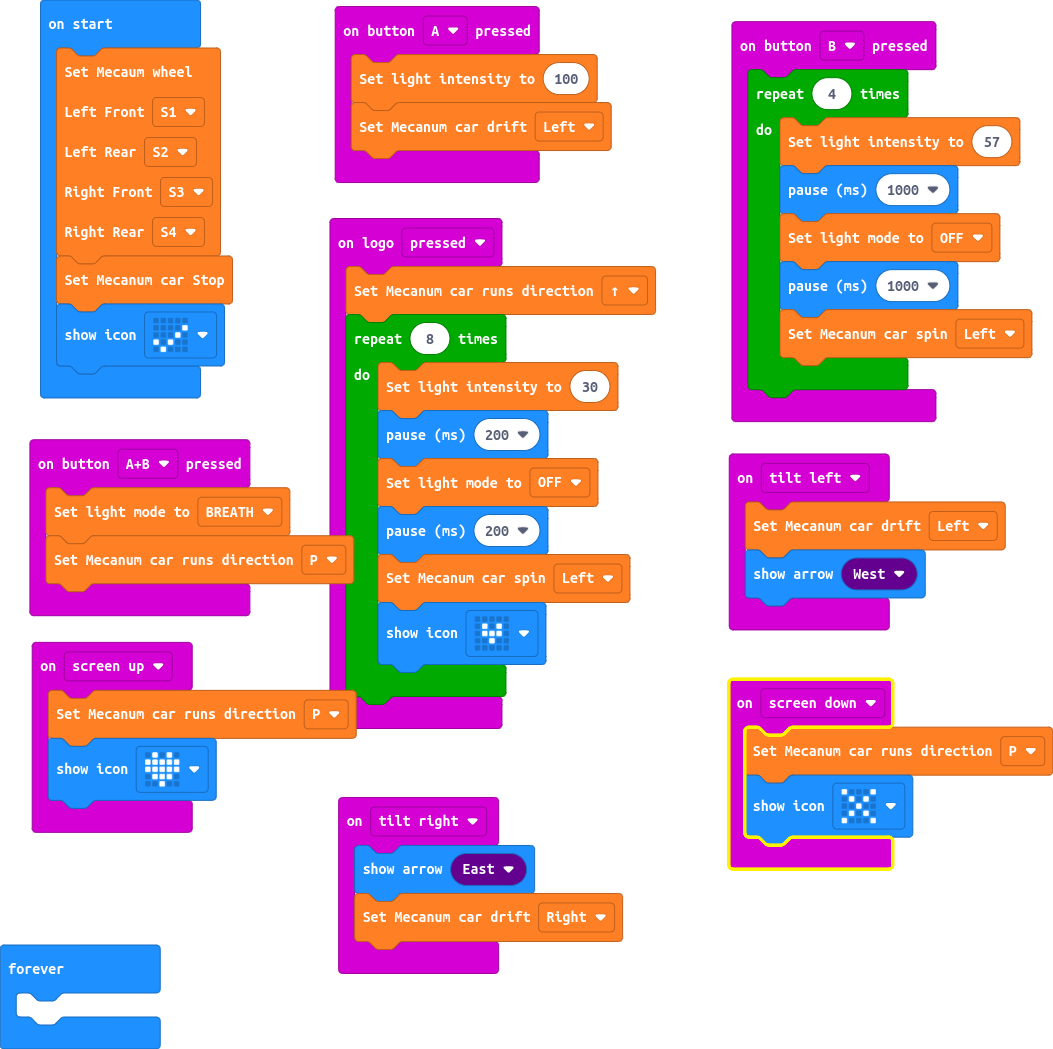 on start
Set Mecaum wheel
Left Front S1
Left Rear S2
Right Front S3
Right Rear S4
Set Mecanum car Stop
show icon
on button A+B pressed
Set light mode to BREATH
Set Mecanum car runs direction P
on screen up
Set Mecanum car runs direction P
show icon
forever
on button A pressed
Set light intensity to 100
Set Mecanum car drift Left
on logo pressed
Set Mecanum car runs direction ↑
repeat 8 times
do
Set light intensity to 30
pause (ms) 200
Set light mode to OFF
pause (ms) 200
Set Mecanum car spin Left
show icon
on tilt right
show arrow East
Set Mecanum car drift Right
on button B pressed
repeat 4 times
do
Set light intensity to 57
pause (ms) 1000
Set light mode to OFF
pause (ms) 1000
Set Mecanum car spin Left
on tilt left
Set Mecanum car drift Left
show arrow West
on screen down
Set Mecanum car runs direction P
show icon